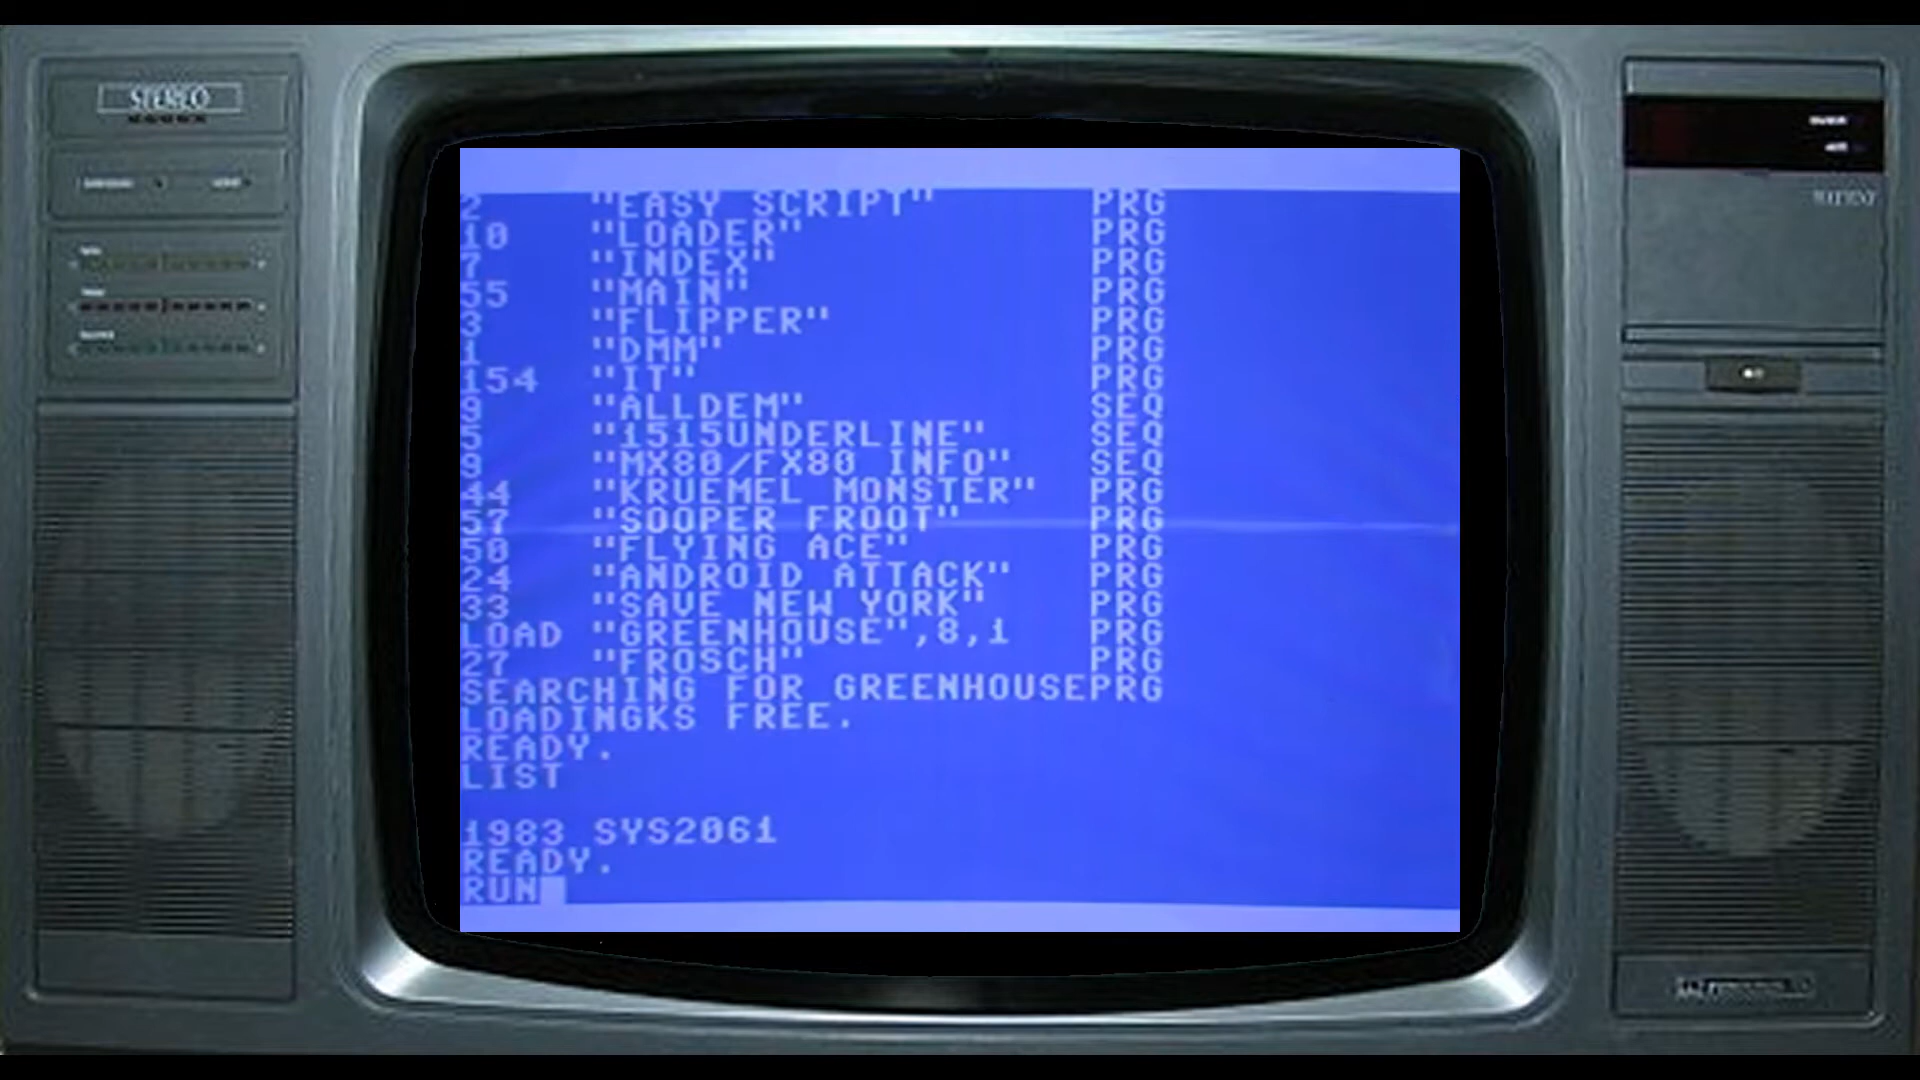 STEREO
2 "EASY SCRIPT" PRG
10 "LOADER" PRG
7 "INDEX" PRG
55 "MAIN" PRG
3 "FLIPPER" PRG
1 "DMM" PRG
154 "IT" PRG
9 "ALLDEM" SEQ
5 "1515UNDERLINE" SEQ
9 "MX80/FX80 INFO" SEQ
44 "KRUEMEL MONSTER" PRG
57 "SOOPER FROOT" PRG
50 "FLYING ACE" PRG
24 "ANDROID ATTACK" PRG
33 "SAVE NEW YORK" PRG
LOAD "GREENHOUSE",8,1 PRG
27 "FROSCH" PRG
SEARCHING FOR GREENHOUSEPRG
LOADINGKS FREE.
READY.
LIST
1983 SYS2061
READY.
RUN